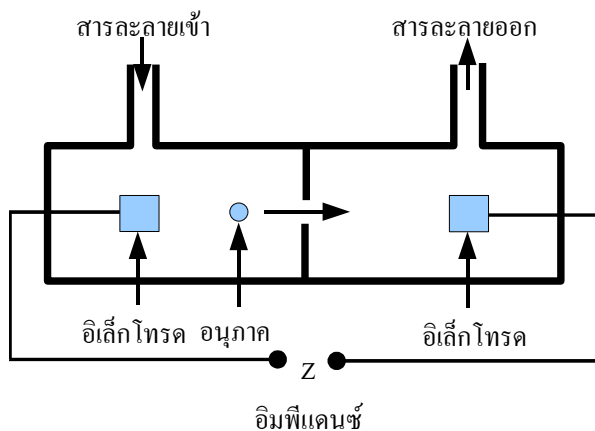 สารละลายเข้า
สารละลายออก
อิเล็กโทรด
อนุภาค
อิเล็กโทรด
Z
อิมพีแดนซ์